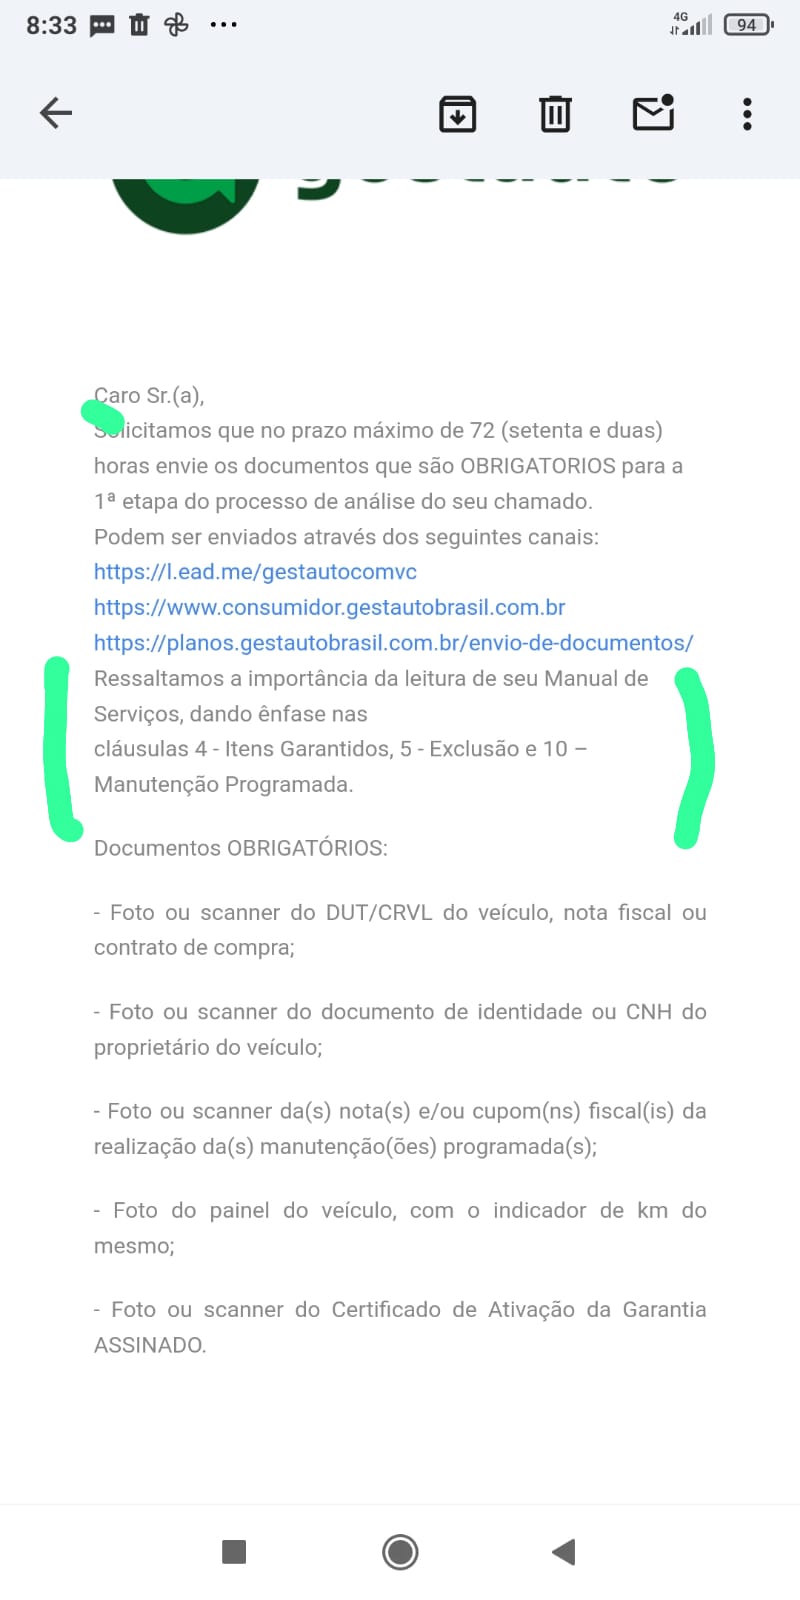 8:33
4G
94
Caro Sr.(a),
Solicitamos que no prazo máximo de 72 (setenta e duas)
horas envie os documentos que são OBRIGATORIOS para a
1ª etapa do processo de análise do seu chamado.
Podem ser enviados através dos seguintes canais:
https://l.ead.me/gestautocomvc
https://www.consumidor.gestautobrasil.com.br
https://planos.gestautobrasil.com.br/envio-de-documentos/
Ressaltamos a importância da leitura de seu Manual de
Serviços, dando ênfase nas
cláusulas 4 - Itens Garantidos, 5 - Exclusão e 10 –
Manutenção Programada.
Documentos OBRIGATÓRIOS:
- Foto ou scanner do DUT/CRVL do veículo, nota fiscal ou
contrato de compra;
- Foto ou scanner do documento de identidade ou CNH do
proprietário do veículo;
- Foto ou scanner da(s) nota(s) e/ou cupom(ns) fiscal(is) da
realização da(s) manutenção(ões) programada(s);
- Foto do painel do veículo, com o indicador de km do
mesmo;
- Foto ou scanner do Certificado de Ativação da Garantia
ASSINADO.